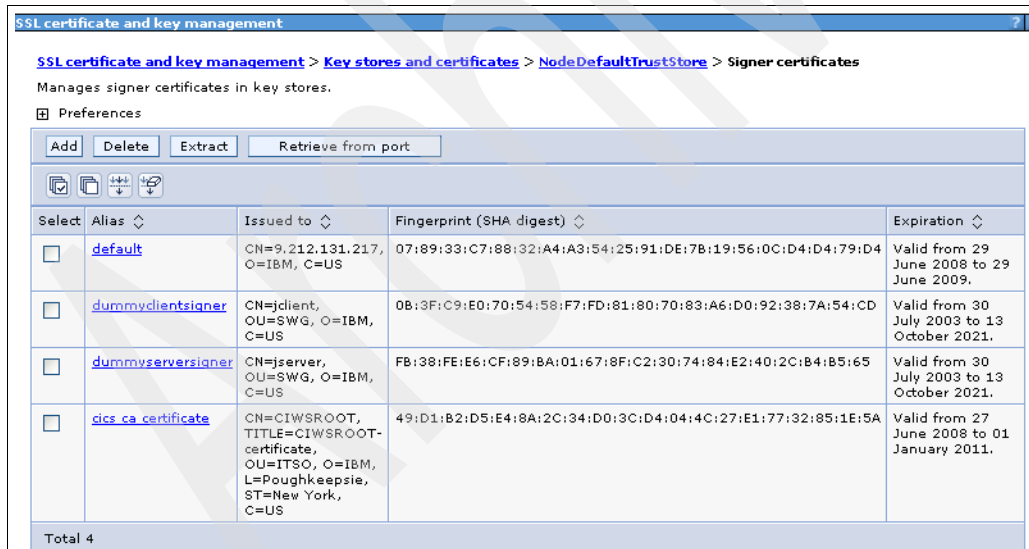 SSL certificate and key management
?
SSL certificate and key management > Key stores and certificates > NodeDefaultTrustStore > Signer certificates
Manages signer certificates in key stores.
Preferences
Add Delete Extract Retrieve from port
Select Alias Issued to Fingerprint (SHA digest) Expiration
default
CN=9.212.131.217,
O=IBM, C=US
07:89:33:C7:88:32:A4:A3:54:25:91:DE:7B:19:56:0C:D4:D4:79:D4
Valid from 29
June 2008 to 29
June 2009.
dummyclientsigner
CN=jclient,
OU=SWG, O=IBM,
C=US
0B:3F:C9:E0:70:54:58:F7:FD:81:80:70:83:A6:D0:92:38:7A:54:CD
Valid from 30
July 2003 to 13
October 2021.
dummyserversigner
CN=jserver,
OU=SWG, O=IBM,
C=US
FB:38:FE:E6:CF:89:BA:01:67:8F:C2:30:74:84:E2:40:2C:B4:B5:65
Valid from 30
July 2003 to 13
October 2021.
cics ca certificate
CN=CIWSROOT,
TITLE=CIWSROOT-
certificate,
OU=ITSO, O=IBM,
L=Poughkeepsie,
ST=New York,
C=US
49:D1:B2:D5:E4:8A:2C:34:D0:3C:D4:04:4C:27:E1:77:32:85:1E:5A
Valid from 27
June 2008 to 01
January 2011.
Total 4